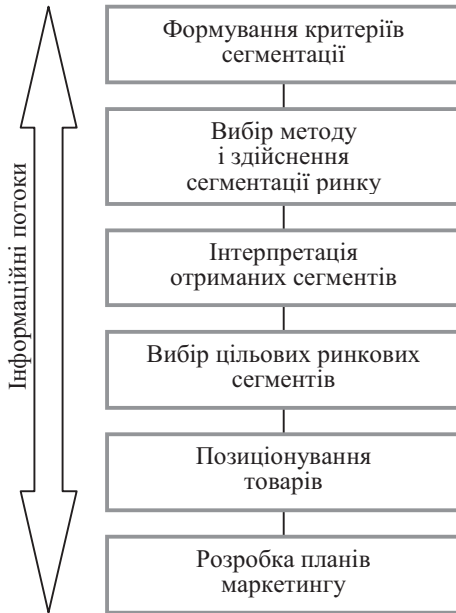 Інформаційні потоки
Формування критеріїв
сегментації
Вибір методу
і здійснення
сегментації ринку
Інтерпретація
отриманих сегментів
Вибір цільових ринкових
сегментів
Позиціонування
товарів
Розробка планів
маркетингу